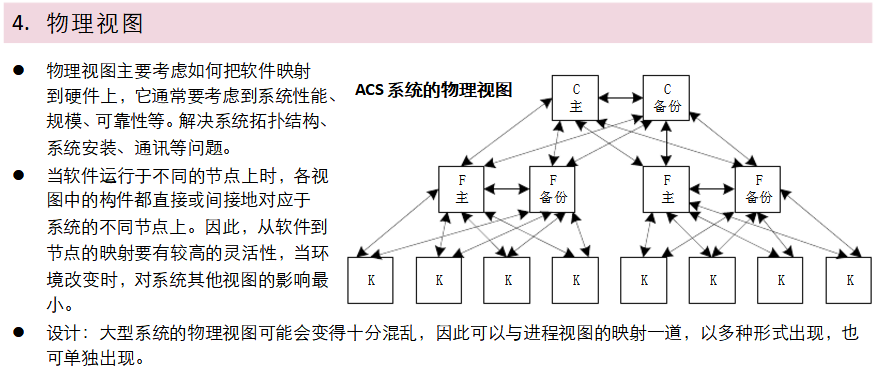 4. 物理视图
● 物理视图主要考虑如何把软件映射
到硬件上，它通常要考虑到系统性能、
规模、可靠性等。解决系统拓扑结构、
系统安装、通讯等问题。
● 当软件运行于不同的节点上时，各视
图中的构件都直接或间接地对应于
系统的不同节点上。因此，从软件到
节点的映射要有较高的灵活性，当环
境改变时，对系统其他视图的影响最
小。
ACS 系统的物理视图
C
主
C
备份
F
主
F
备份
F
主
F
备份
K
K
K
K
K
K
K
K
● 设计：大型系统的物理视图可能会变得十分混乱，因此可以与进程视图的映射一道，以多种形式出现，也
可单独出现。